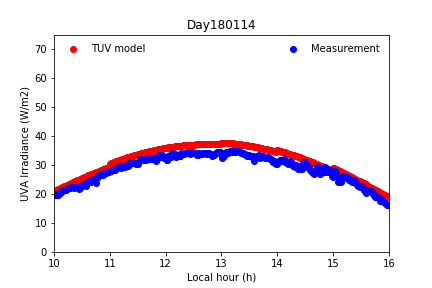 Day180114
TUV model
Measurement
UVA Irradiance (W/m2)
70
60
50
40
30
20
10
0
10 11 12 13 14 15 16
Local hour (h)